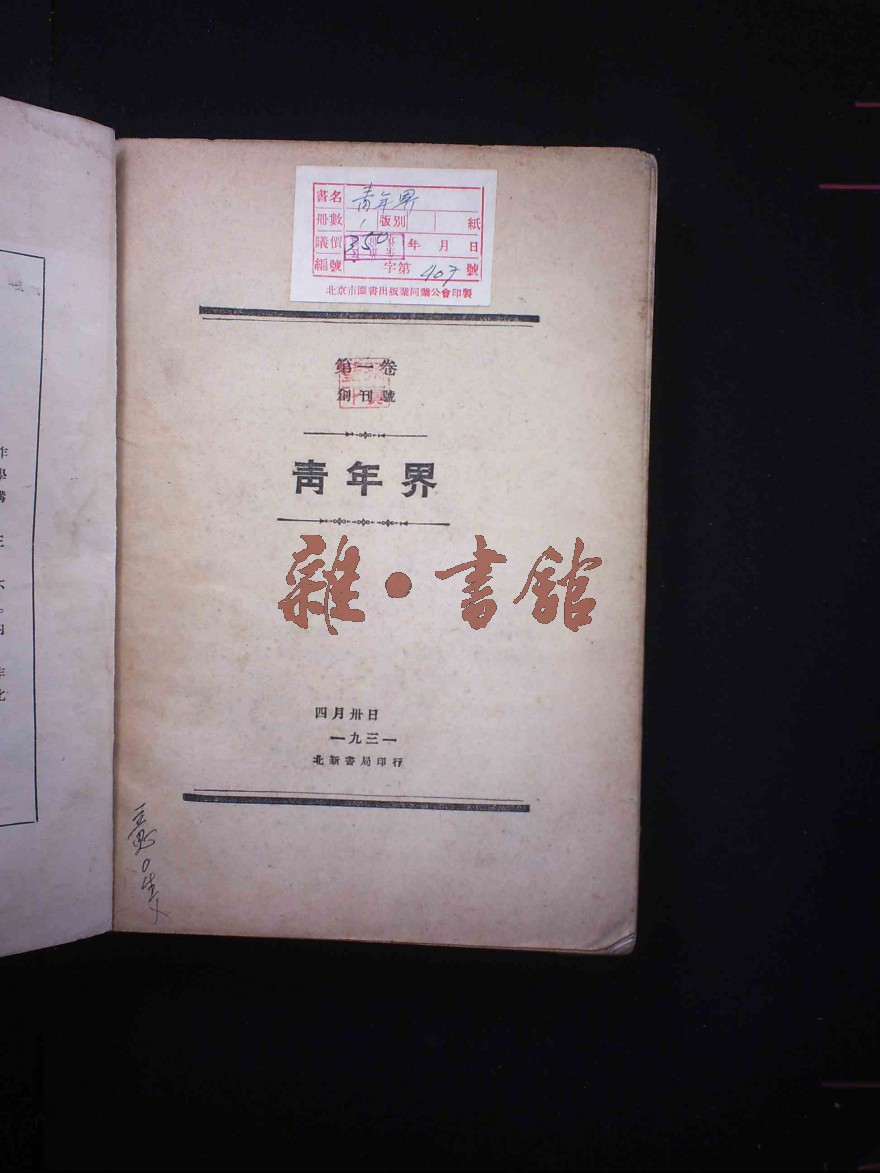 書名 青年界
冊數 1 版別 紙
議價 350 年 月 日
編號 字第 407 號
北京市圖書出版業同業公會印製
第一卷
創刊號
青年界
雜·書館
四月卅日
一九三一
北新書局印行